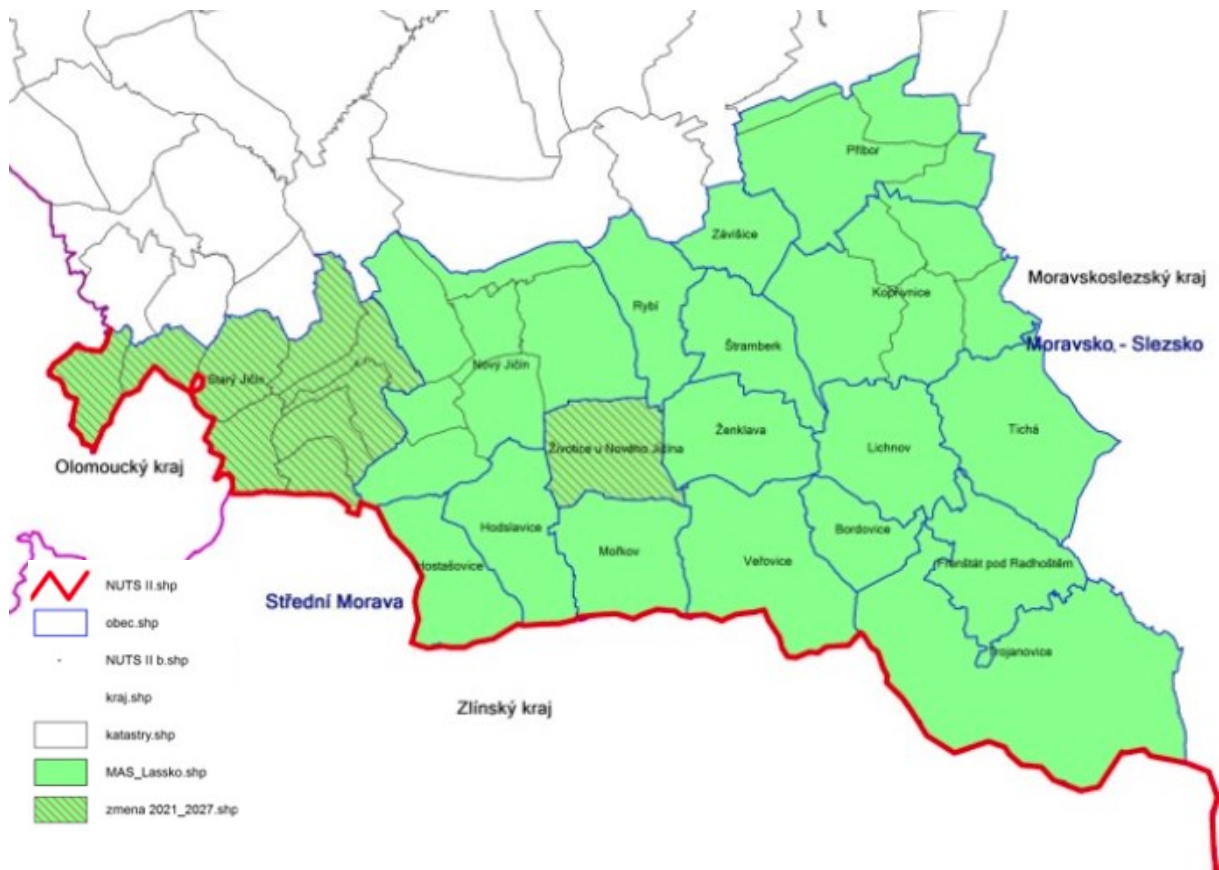 Příbor
Závišice
Moravskoslezský kraj
Kopřivnice
Rybí
Moravsko - Slezsko
Štramberk
Nový Jičín
Starý Jičín
Ženklava
Tichá
Životice u Nového Jičína
Lichnov
Olomoucký kraj
Hodslavice
Bordovice
Mořkov
Veřovice
Frenštát pod Radhoštěm
Hostašovice
NUTS II.shp
Střední Morava
obec.shp
Trojanovice
NUTS II b.shp
kraj.shp
Zlínský kraj
katastry.shp
MAS_Lassko.shp
zmena 2021_2027.shp